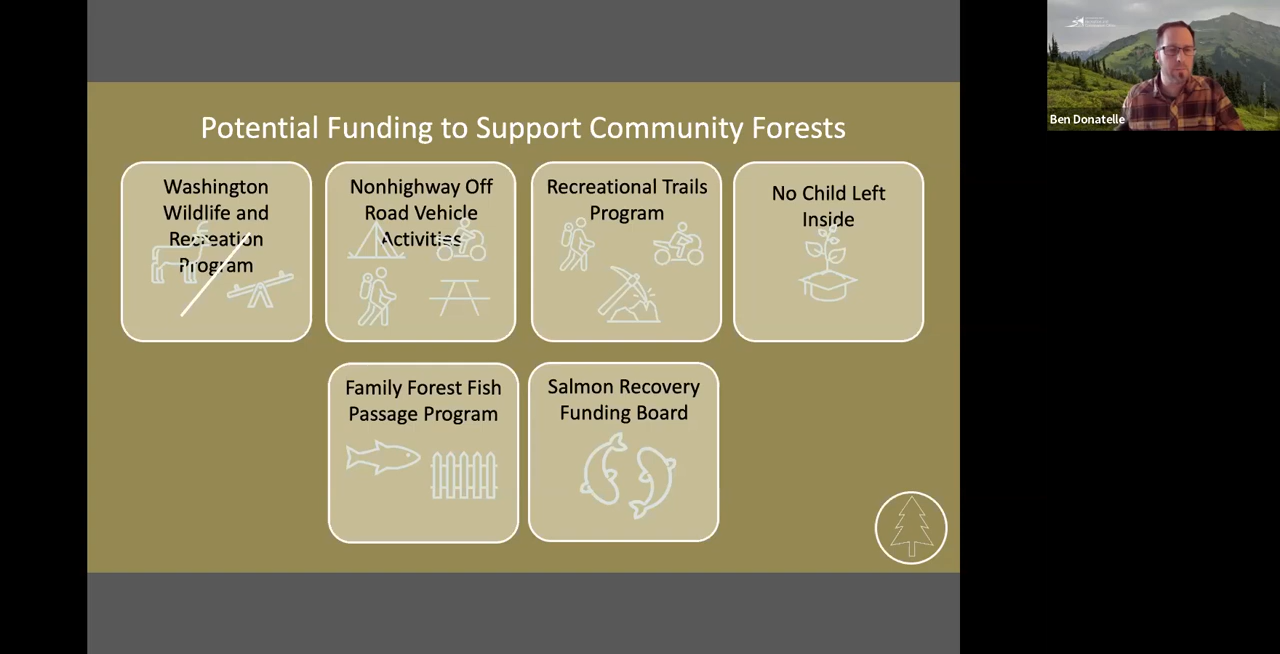 Potential Funding to Support Community Forests
Washington
Wildlife and
Recreation
Program
Nonhighway Off
Road Vehicle
Activities
Recreational Trails
Program
No Child Left
Inside
Family Forest Fish
Passage Program
Salmon Recovery
Funding Board
Ben Donatelle